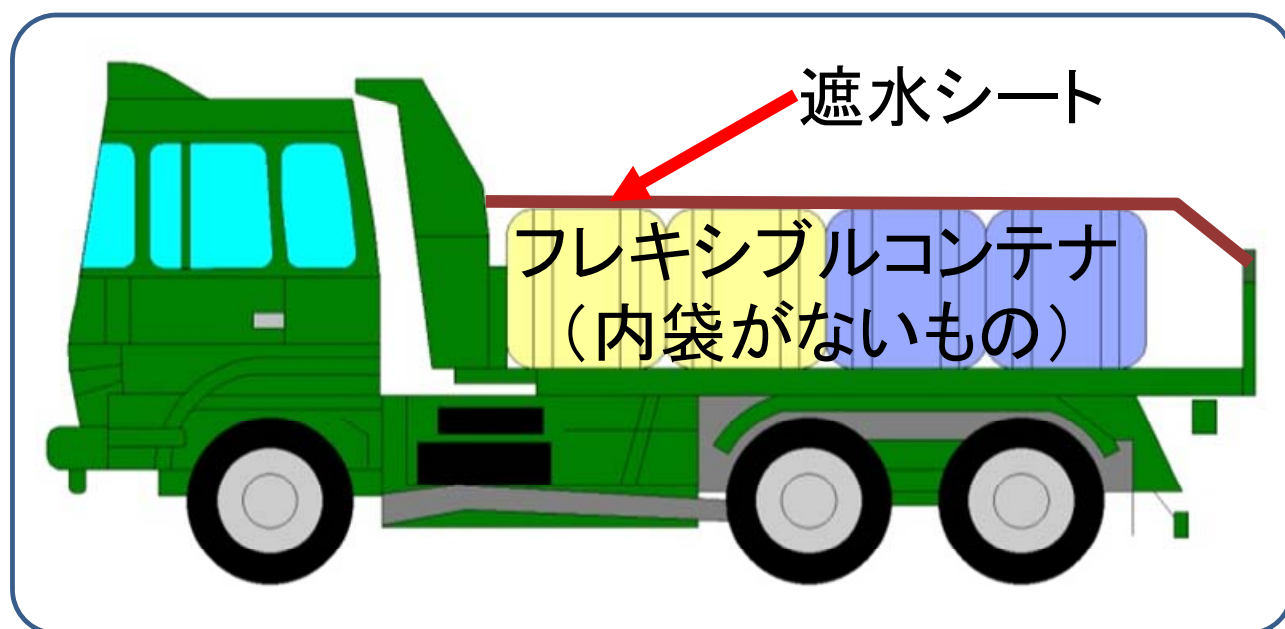 遮水シート
フレキシブルコンテナ
（内袋がないもの）